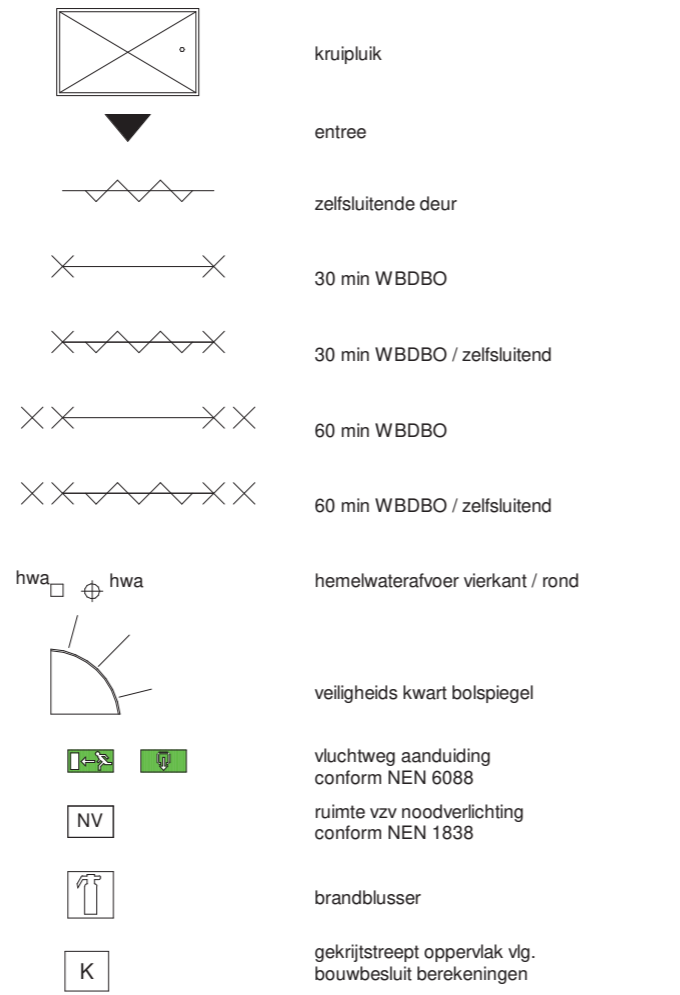 kruipluik
entree
zelfsluitende deur
30 min WBDBO
30 min WBDBO / zelfsluitend
60 min WBDBO
60 min WBDBO / zelfsluitend
hwa hwa hemelwaterafvoer vierkant / rond
veiligheids kwart bolspiegel
vluchtweg aanduiding
conform NEN 6088
NV ruimte vzv noodverlichting
conform NEN 1838
brandblusser
K gekrijtstreept oppervlak vlg.
bouwbesluit berekeningen